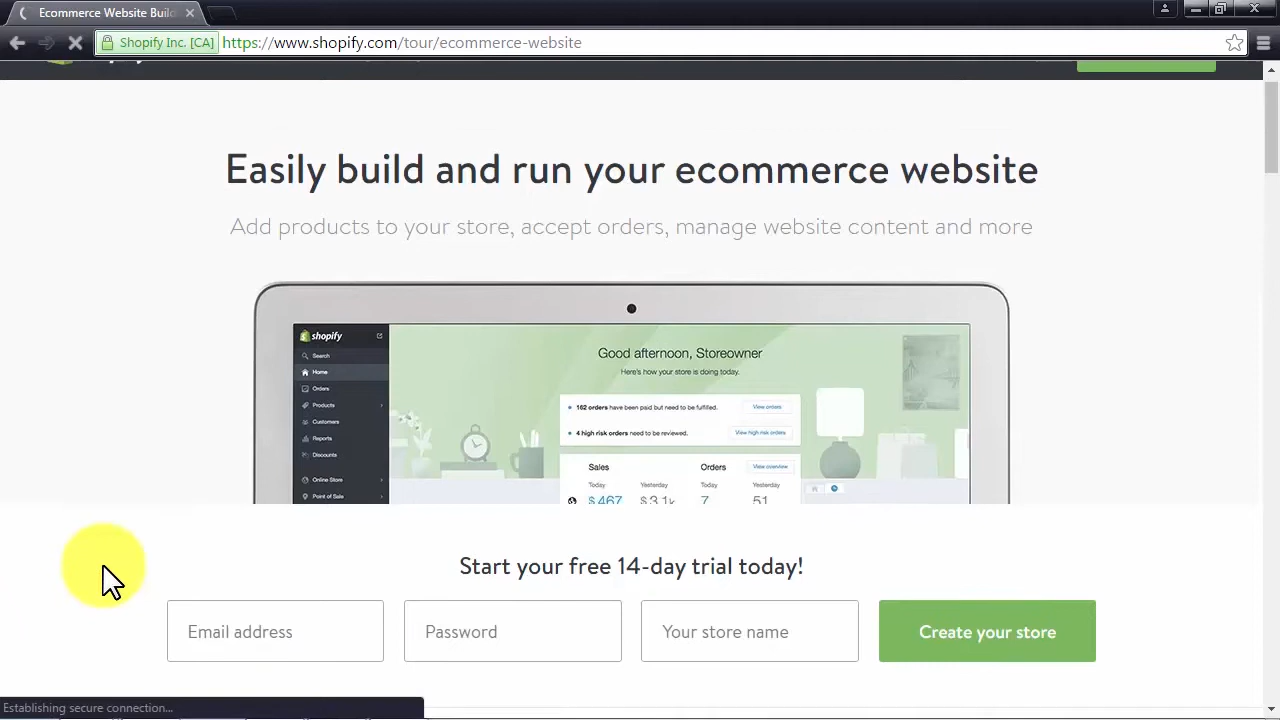 Ecommerce Website Buil
Shopify Inc. [CA] https://www.shopify.com/tour/ecommerce-website
Easily build and run your ecommerce website
Add products to your store, accept orders, manage website content and more
shopify
Search
Home
Orders
Products
Customers
Reports
Discounts
Online Store
Point of Sale
Good afternoon, Storeowner
Here's how your store is doing today.
162 orders have been paid but need to be fulfilled. View orders
4 high risk orders need to be reviewed. View high risk orders
Sales Orders View overview
Today Yesterday Today Yesterday
$467 $3.1k 7 51
Start your free 14-day trial today!
Email address Password Your store name Create your store
Establishing secure connection...